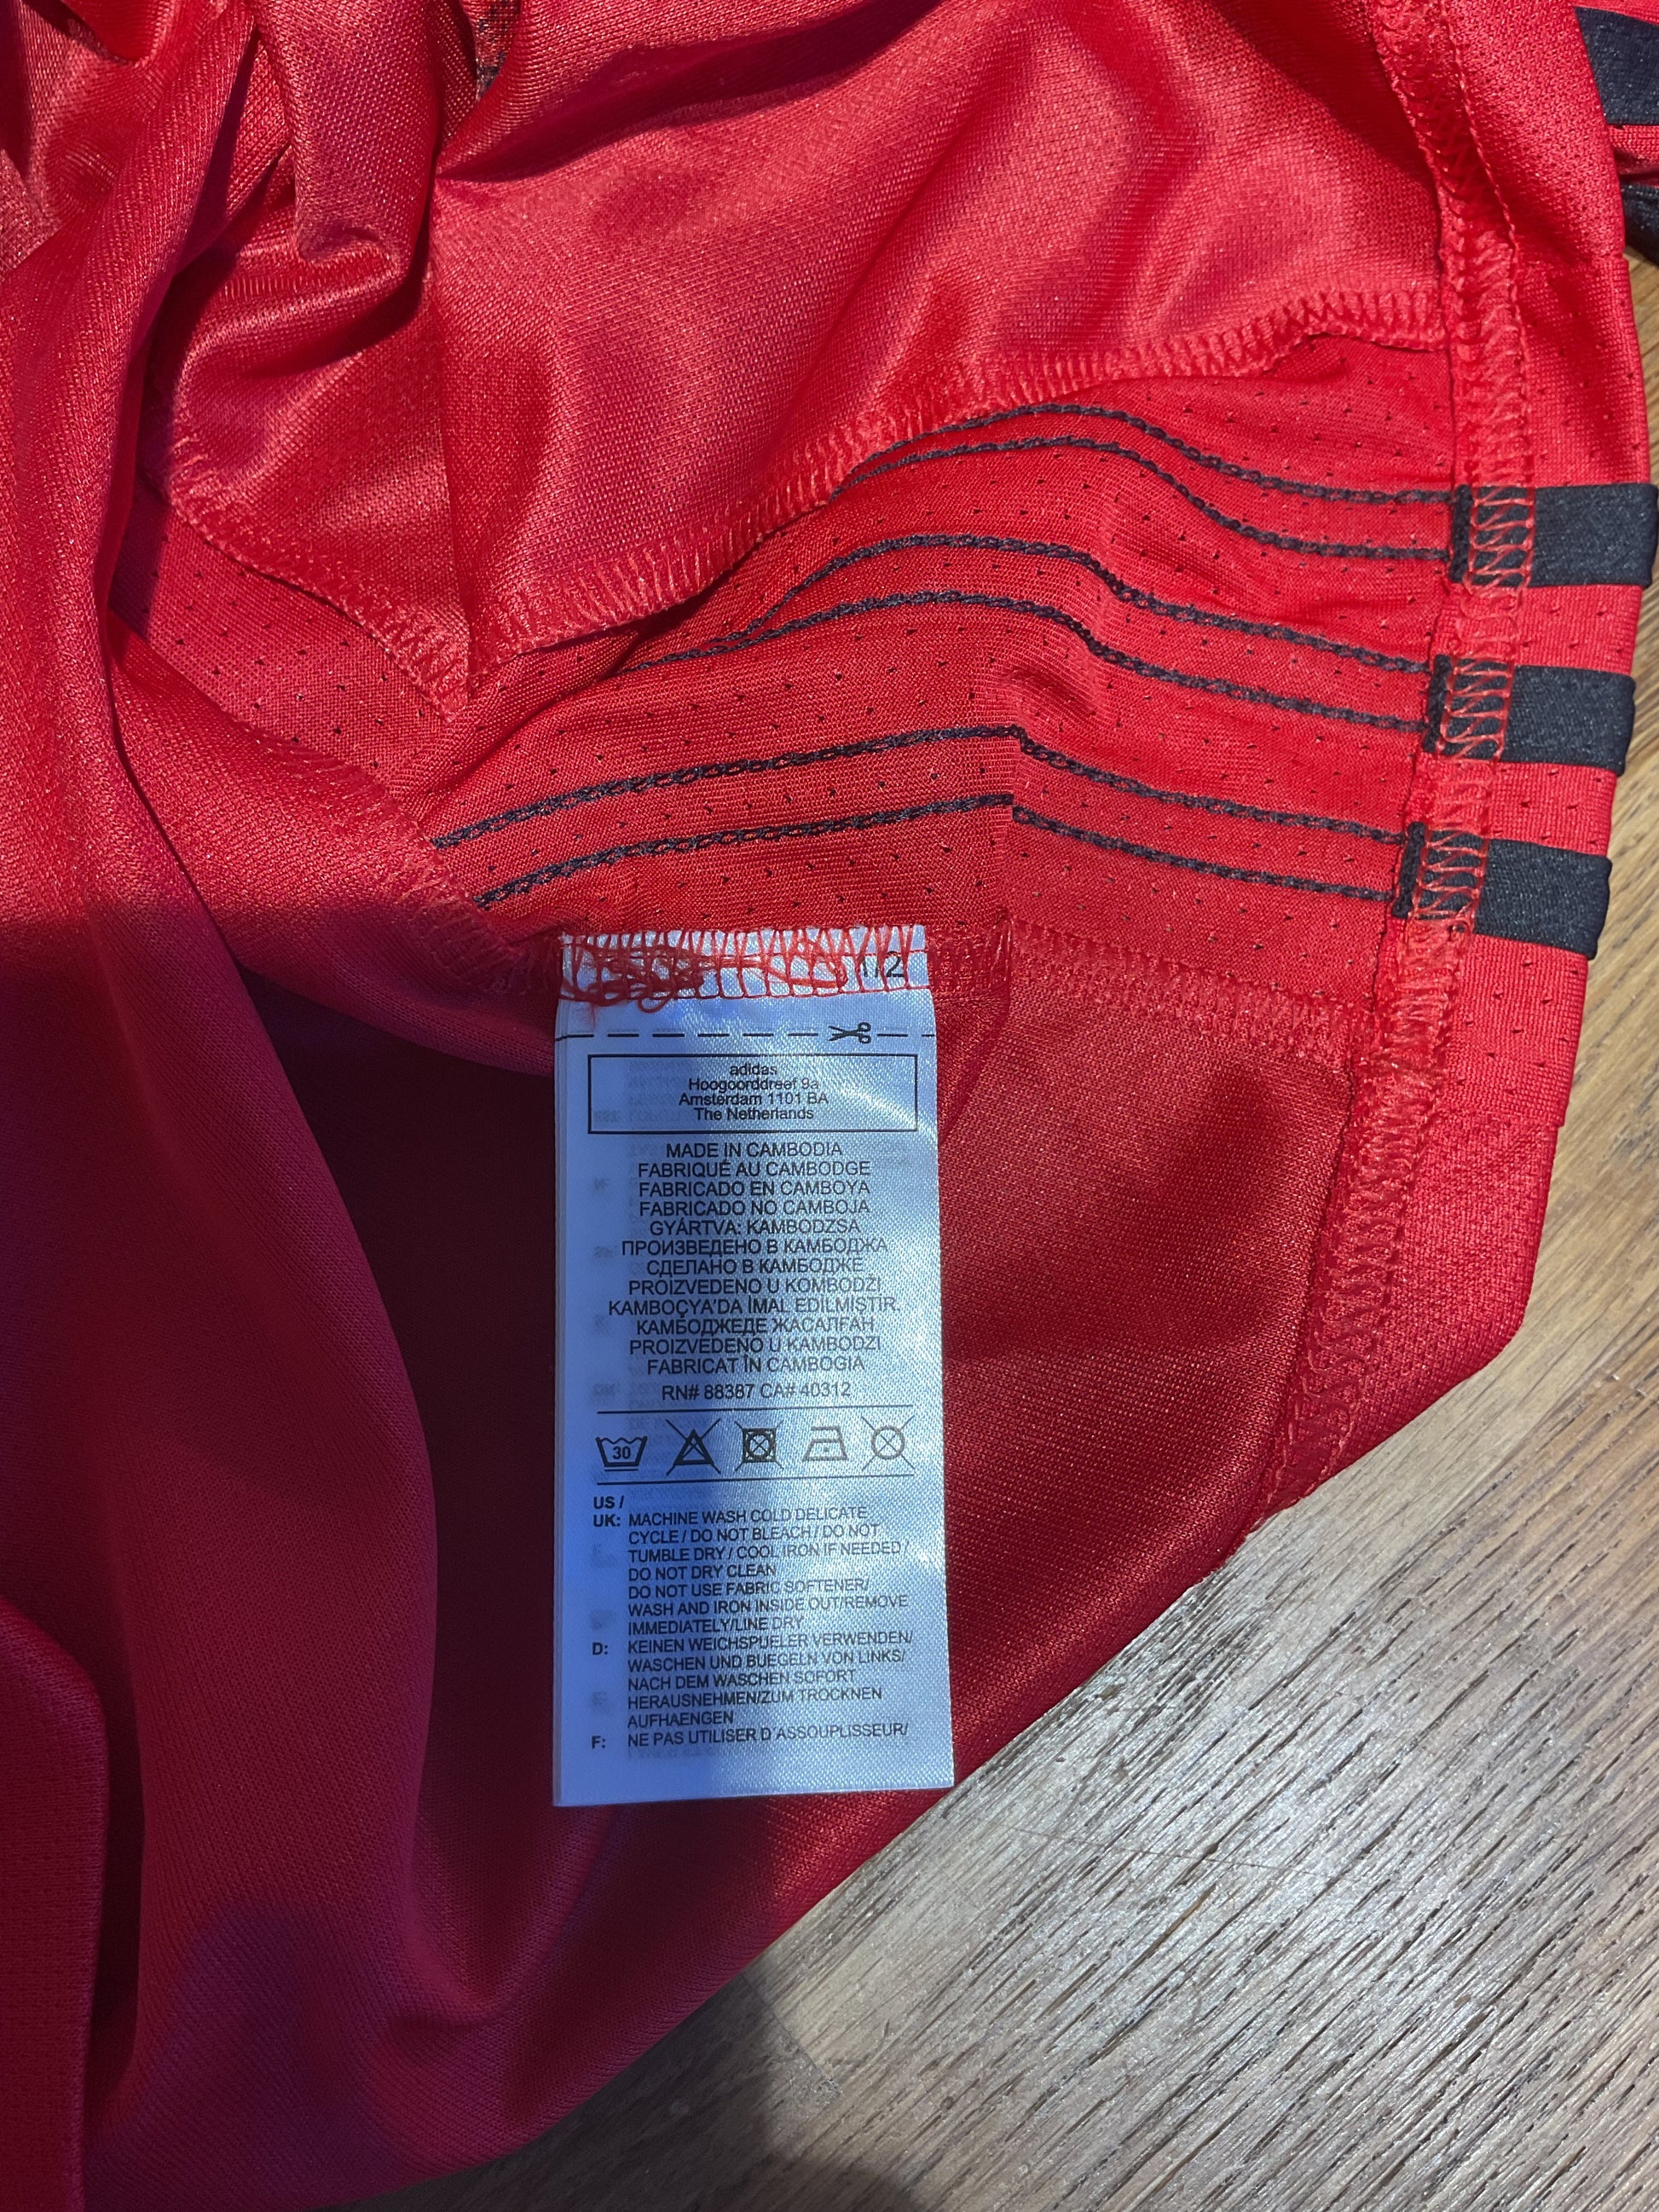 1/2
adidas
Hoogoorddreef 9a
Amsterdam 1101 BA
The Netherlands
MADE IN CAMBODIA
FABRIQUÉ AU CAMBODGE
FABRICADO EN CAMBOYA
FABRICADO NO CAMBOJA
GYÁRTVA: KAMBODZSA
ПРОИЗВЕДЕНО В КАМБОДЖА
СДЕЛАНО В КАМБОДЖЕ
PROIZVEDENO U KOMBODŽI
KAMBOÇYA'DA İMAL EDİLMİŞTİR.
КАМБОДЖЕДЕ ЖАСАЛҒАН
PROIZVEDENO U KAMBODZI
FABRICAT ÎN CAMBOGIA
RN# 88387 CA# 40312
30
US /
UK: MACHINE WASH COLD DELICATE
CYCLE / DO NOT BLEACH / DO NOT
TUMBLE DRY / COOL IRON IF NEEDED /
DO NOT DRY CLEAN
DO NOT USE FABRIC SOFTENER/
WASH AND IRON INSIDE OUT/REMOVE
IMMEDIATELY/LINE DRY
D: KEINEN WEICHSPUELER VERWENDEN/
WASCHEN UND BUEGELN VON LINKS/
NACH DEM WASCHEN SOFORT
HERAUSNEHMEN/ZUM TROCKNEN
AUFHAENGEN
F: NE PAS UTILISER D'ASSOUPLISSEUR/